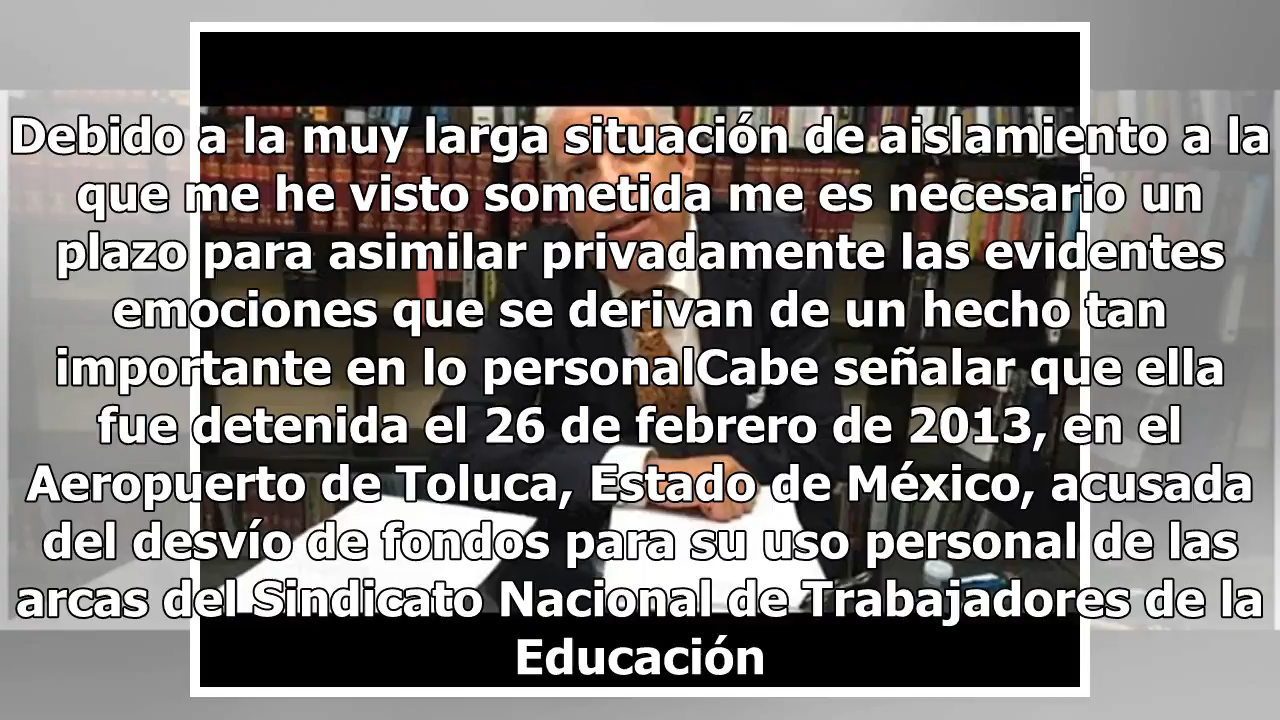 Debido a la muy larga situación de aislamiento a la
que me he visto sometida me es necesario un
plazo para asimilar privadamente las evidentes
emociones que se derivan de un hecho tan
importante en lo personalCabe señalar que ella
fue detenida el 26 de febrero de 2013, en el
Aeropuerto de Toluca, Estado de México, acusada
del desvío de fondos para su uso personal de las
arcas del Sindicato Nacional de Trabajadores de la
Educación